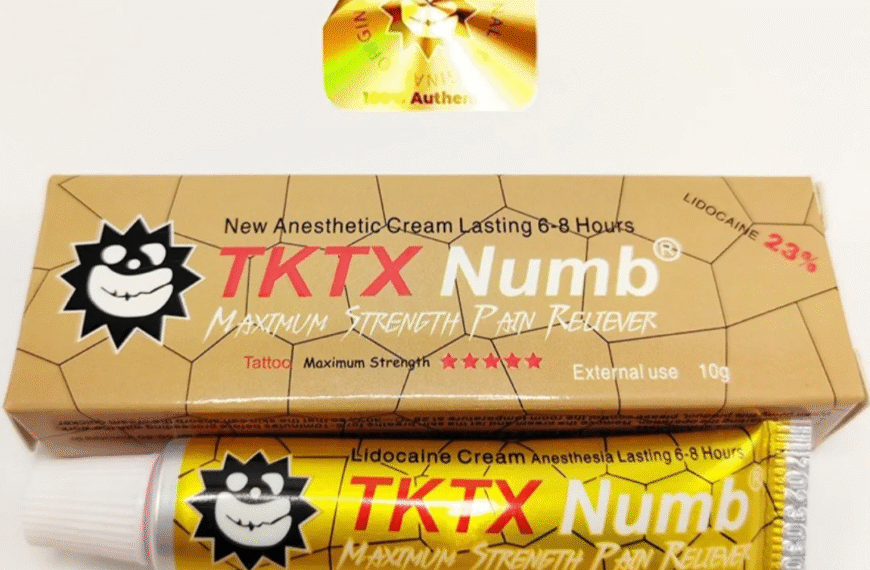 100% Authen
New Anesthetic Cream Lasting 6-8 Hours
LIDOCAINE 23%
TKTX Numb®
MAXIMUM STRENGTH PAIN RELIEVER
Tattoo Maximum Strength
External use 10g
Lidocaine Cream Anesthesia Lasting 6-8 Hours
TKTX Numb®
MAXIMUM STRENGTH PAIN RELIEVER